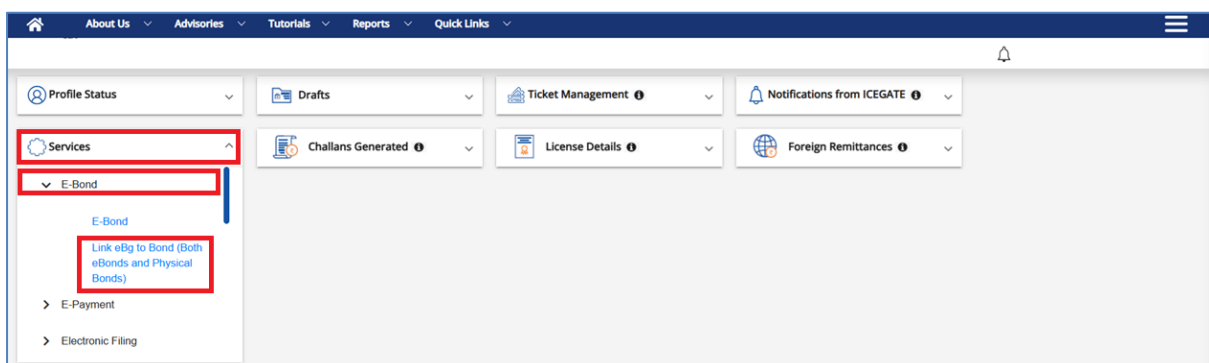 About Us Advisories Tutorials Reports Quick Links
Profile Status Drafts Ticket Management Notifications from ICEGATE
Services Challans Generated License Details Foreign Remittances
E-Bond
E-Bond
Link eBg to Bond (Both
eBonds and Physical
Bonds)
E-Payment
Electronic Filing